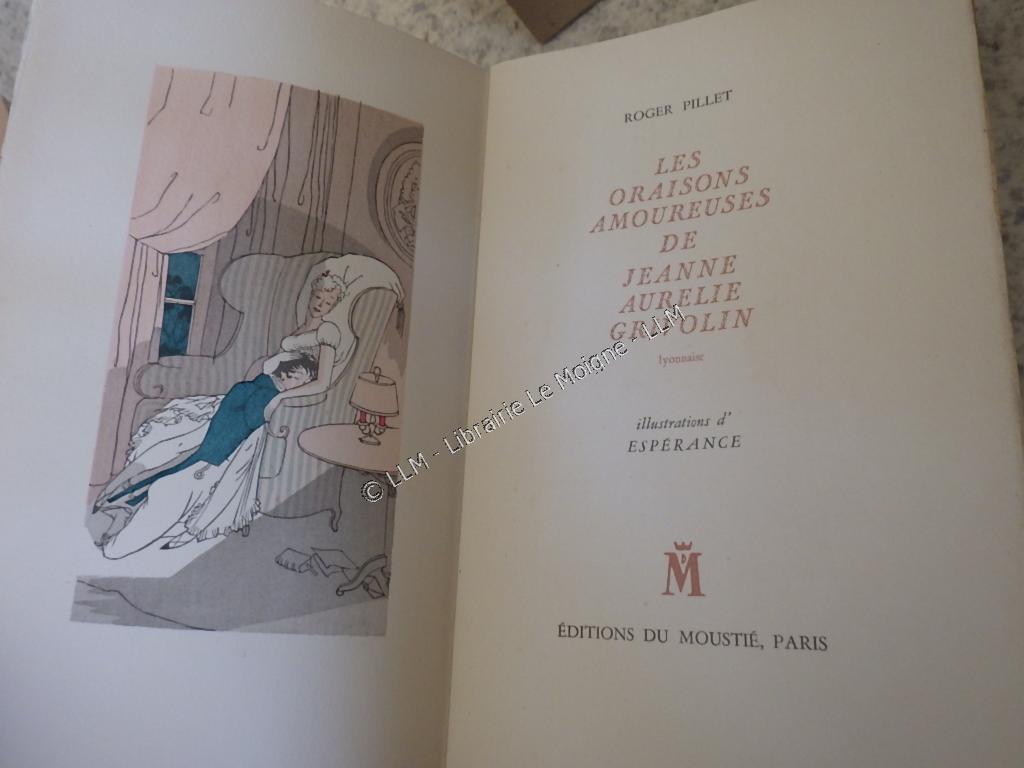 ROGER PILLET
LES
ORAISONS
AMOUREUSES
DE
JEANNE
AURELIE
lyonnaise
illustrations d'
ESPÉRANCE
M
ÉDITIONS DU MOUSTIÉ, PARIS
© LLM - Librairie Le Moigne - LLM